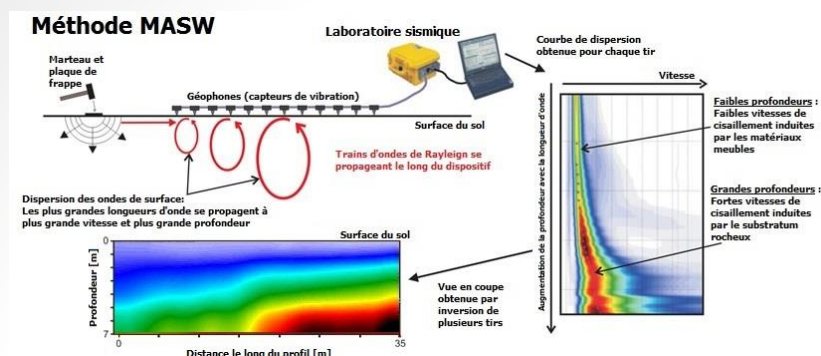 Méthode MASW
Laboratoire sismique
Courbe de dispersion
obtenue pour chaque tir
Marteau et
plaque de
frappe
Géophones (capteurs de vibration)
Surface du sol
Trains d'ondes de Rayleign se
propageant le long du dispositif
Dispersion des ondes de surface:
Les plus grandes longueurs d'onde se propagent à
plus grande vitesse et plus grande profondeur
Vitesse
Augmentation de la profondeur avec la longueur d'onde
Faibles profondeurs :
Faibles vitesses de
cisaillement induites
par les matériaux
meubles
Grandes profondeurs :
Fortes vitesses de
cisaillement induites
par le substratum
rocheux
Surface du sol
Profondeur [m]
0
7
0
35
Distance le long du profil [m]
Vue en coupe
obtenue par
inversion de
plusieurs tirs